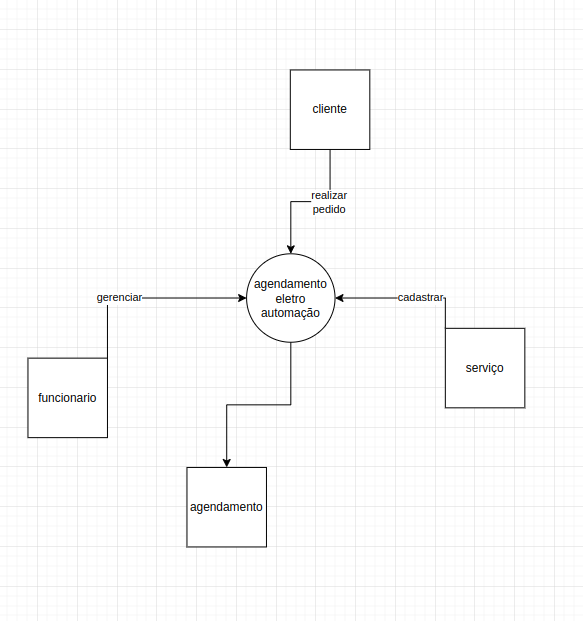 cliente
realizar
pedido
agendamento
eletro
automação
gerenciar
cadastrar
funcionario
serviço
agendamento